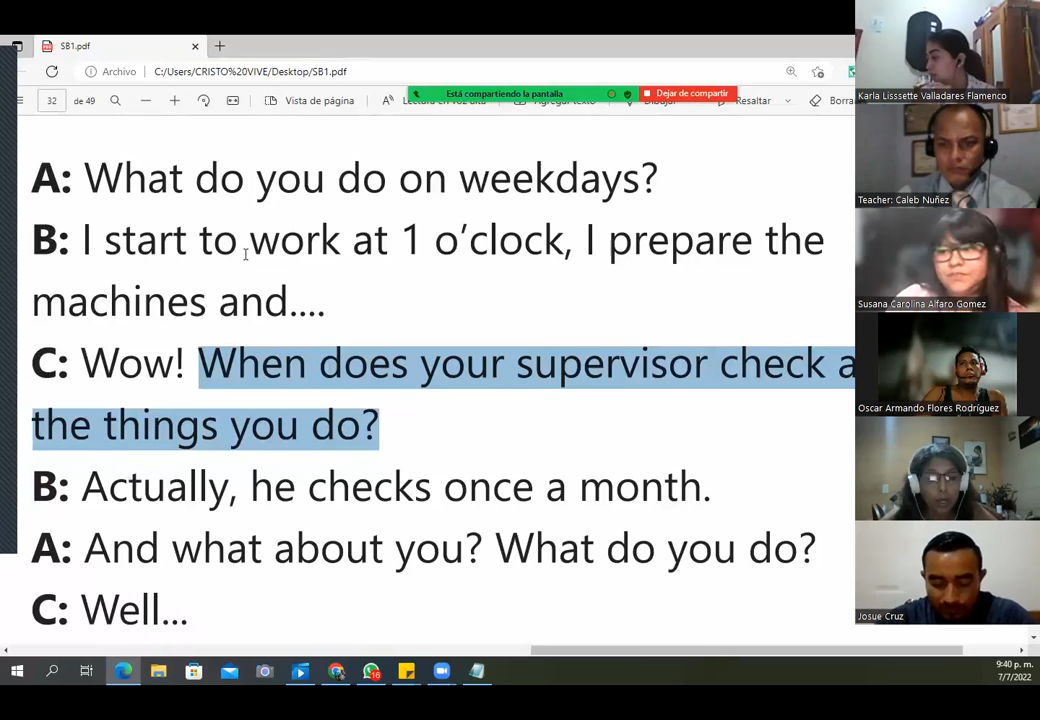 SB1.pdf
Archivo
C:/Users/CRISTO%20VIVE/Desktop/SB1.pdf
Está compartiendo la pantalla
Dejar de compartir
32
de 49
Vista de página
Resaltar
A: What do you do on weekdays?
B: I start to work at 1 o’clock, I prepare the
machines and....
C: Wow! When does your supervisor check a
the things you do?
B: Actually, he checks once a month.
A: And what about you? What do you do?
C: Well...
Karla Lisssette Valladares Flamenco
Teacher: Caleb Nuñez
Susana Carolina Alfaro Gomez
Oscar Armando Flores Rodríguez
Josue Cruz
16
9:40 p. m.
7/7/2022